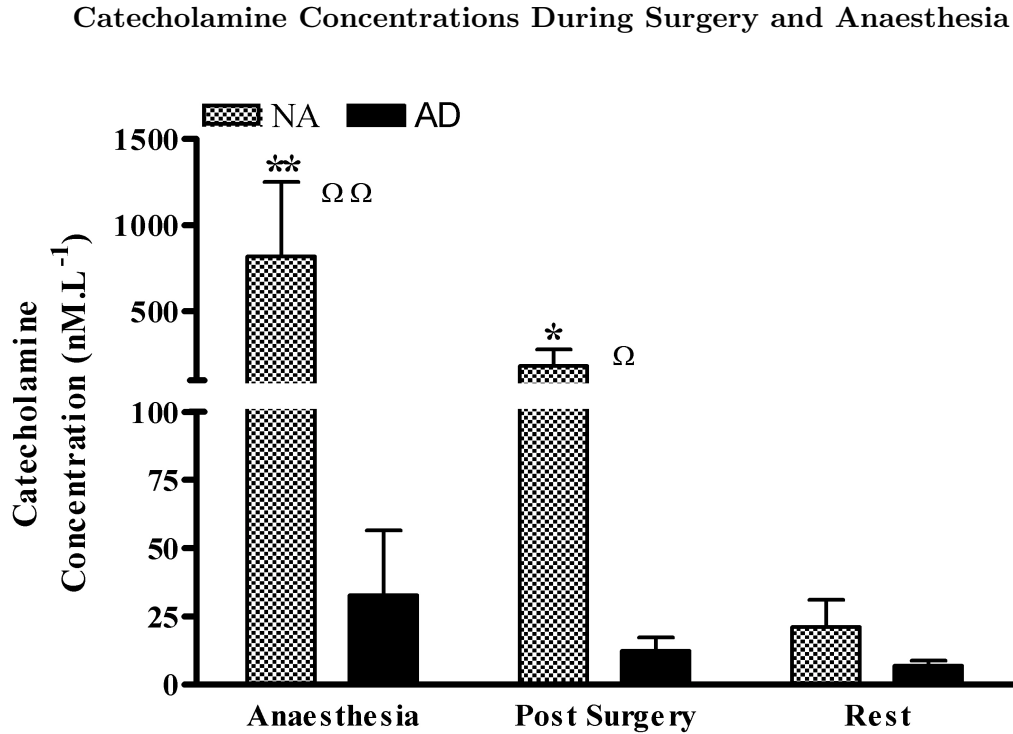 Catecholamine Concentrations During Surgery and Anaesthesia
NA AD
1500
1000
500
100
75
50
25
0
Catecholamine
Concentration (nM.L⁻¹)
**
Ω Ω
*
Ω
Anaesthesia Post Surgery Rest